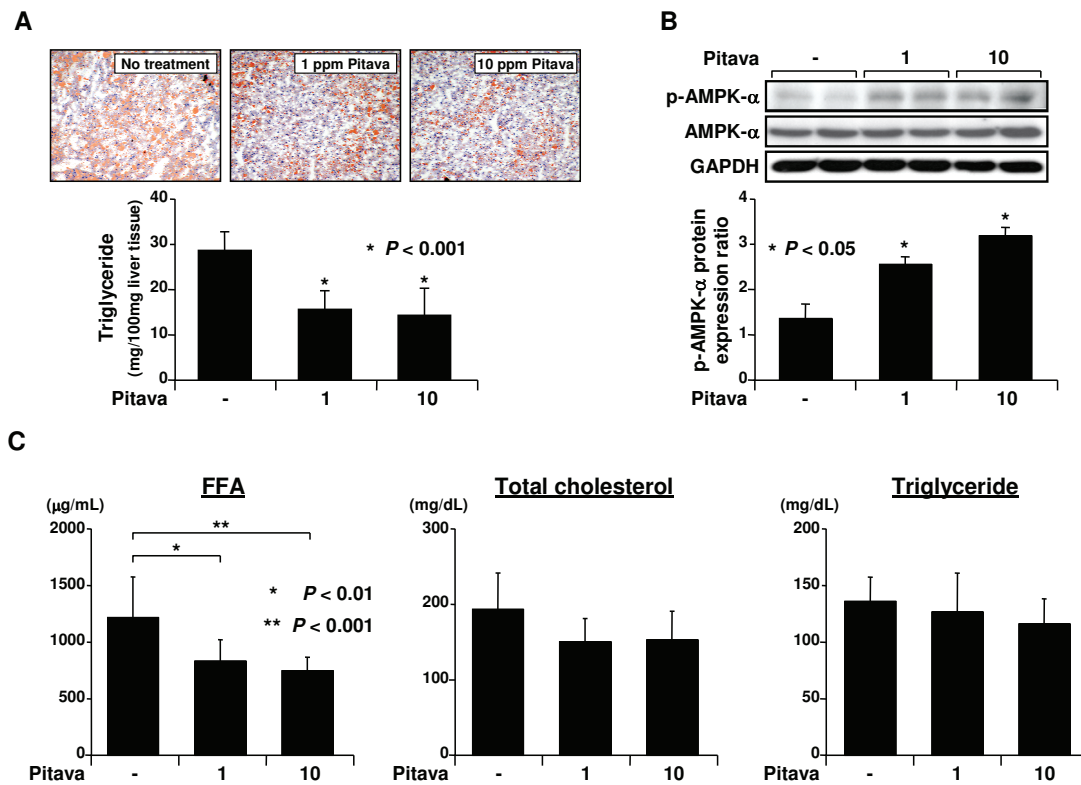 A
No treatment
1 ppm Pitava
10 ppm Pitava
Triglyceride
(mg/100mg liver tissue)
40
30
20
10
0
* P < 0.001
*
*
Pitava - 1 10
B
Pitava - 1 10
p-AMPK-α
AMPK-α
GAPDH
p-AMPK-α protein
expression ratio
4
3
2
1
0
* P < 0.05
*
*
Pitava - 1 10
C
FFA
(µg/mL)
2000
1500
1000
500
0
**
*
* P < 0.01
** P < 0.001
Pitava - 1 10
Total cholesterol
(mg/dL)
300
200
100
0
Pitava - 1 10
Triglyceride
(mg/dL)
200
150
100
50
0
Pitava - 1 10